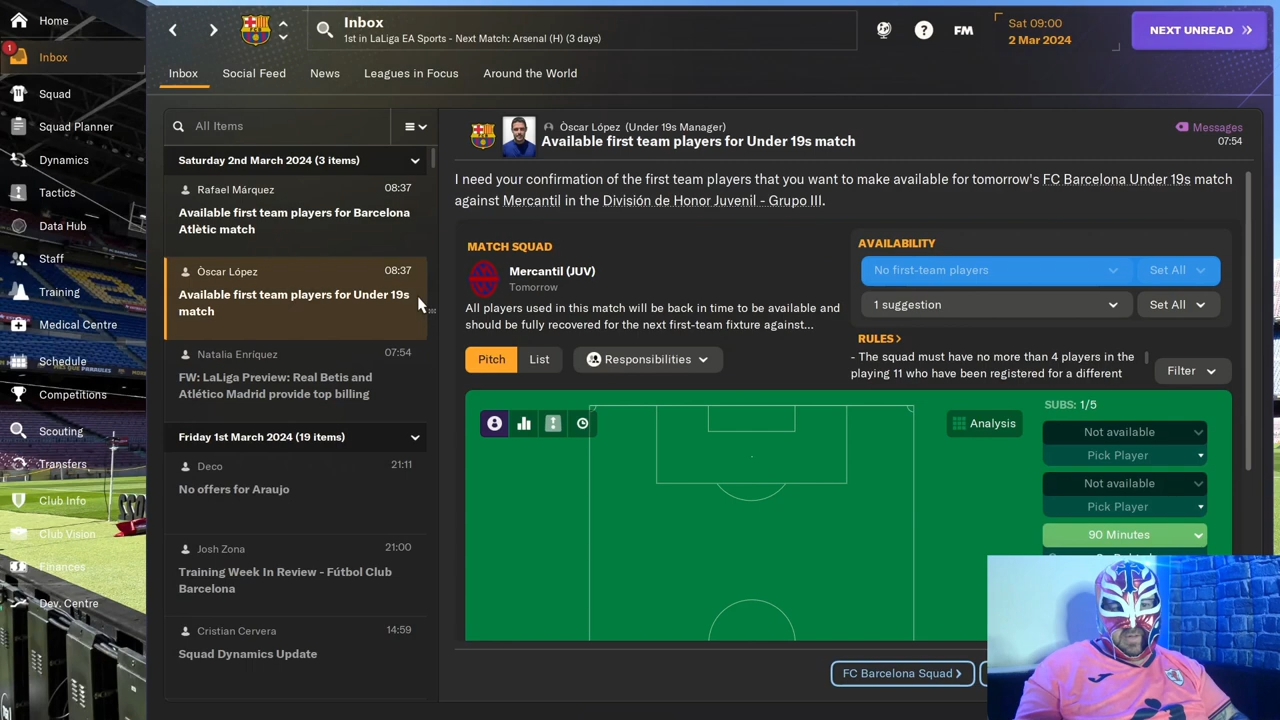 Home
Inbox
1st in LaLiga EA Sports - Next Match: Arsenal (H) (3 days)
FM
Sat 09:00
2 Mar 2024
NEXT UNREAD
1
Inbox
Squad
Squad Planner
Dynamics
Tactics
Data Hub
Staff
Training
Medical Centre
Schedule
Competitions
Scouting
Transfers
Club Info
Club Vision
Finances
Dev. Centre
Inbox
Social Feed
News
Leagues in Focus
Around the World
All Items
Saturday 2nd March 2024 (3 items)
Rafael Márquez 08:37
Available first team players for Barcelona
Atlètic match
Òscar López 08:37
Available first team players for Under 19s
match
Natalia Enríquez 07:54
FW: LaLiga Preview: Real Betis and
Atlético Madrid provide top billing
Friday 1st March 2024 (19 items)
Deco 21:11
No offers for Araujo
Josh Zona 21:00
Training Week In Review - Fútbol Club
Barcelona
Cristian Cervera 14:59
Squad Dynamics Update
Òscar López (Under 19s Manager)
Available first team players for Under 19s match
Messages
07:54
I need your confirmation of the first team players that you want to make available for tomorrow's FC Barcelona Under 19s match
against Mercantil in the División de Honor Juvenil - Grupo III.
MATCH SQUAD
Mercantil (JUV)
Tomorrow
All players used in this match will be back in time to be available and
should be fully recovered for the next first-team fixture against...
AVAILABILITY
No first-team players Set All
1 suggestion Set All
RULES
- The squad must have no more than 4 players in the
playing 11 who have been registered for a different
Filter
Pitch
List
Responsibilities
Analysis
SUBS: 1/5
Not available
Pick Player
Not available
Pick Player
90 Minutes
FC Barcelona Squad